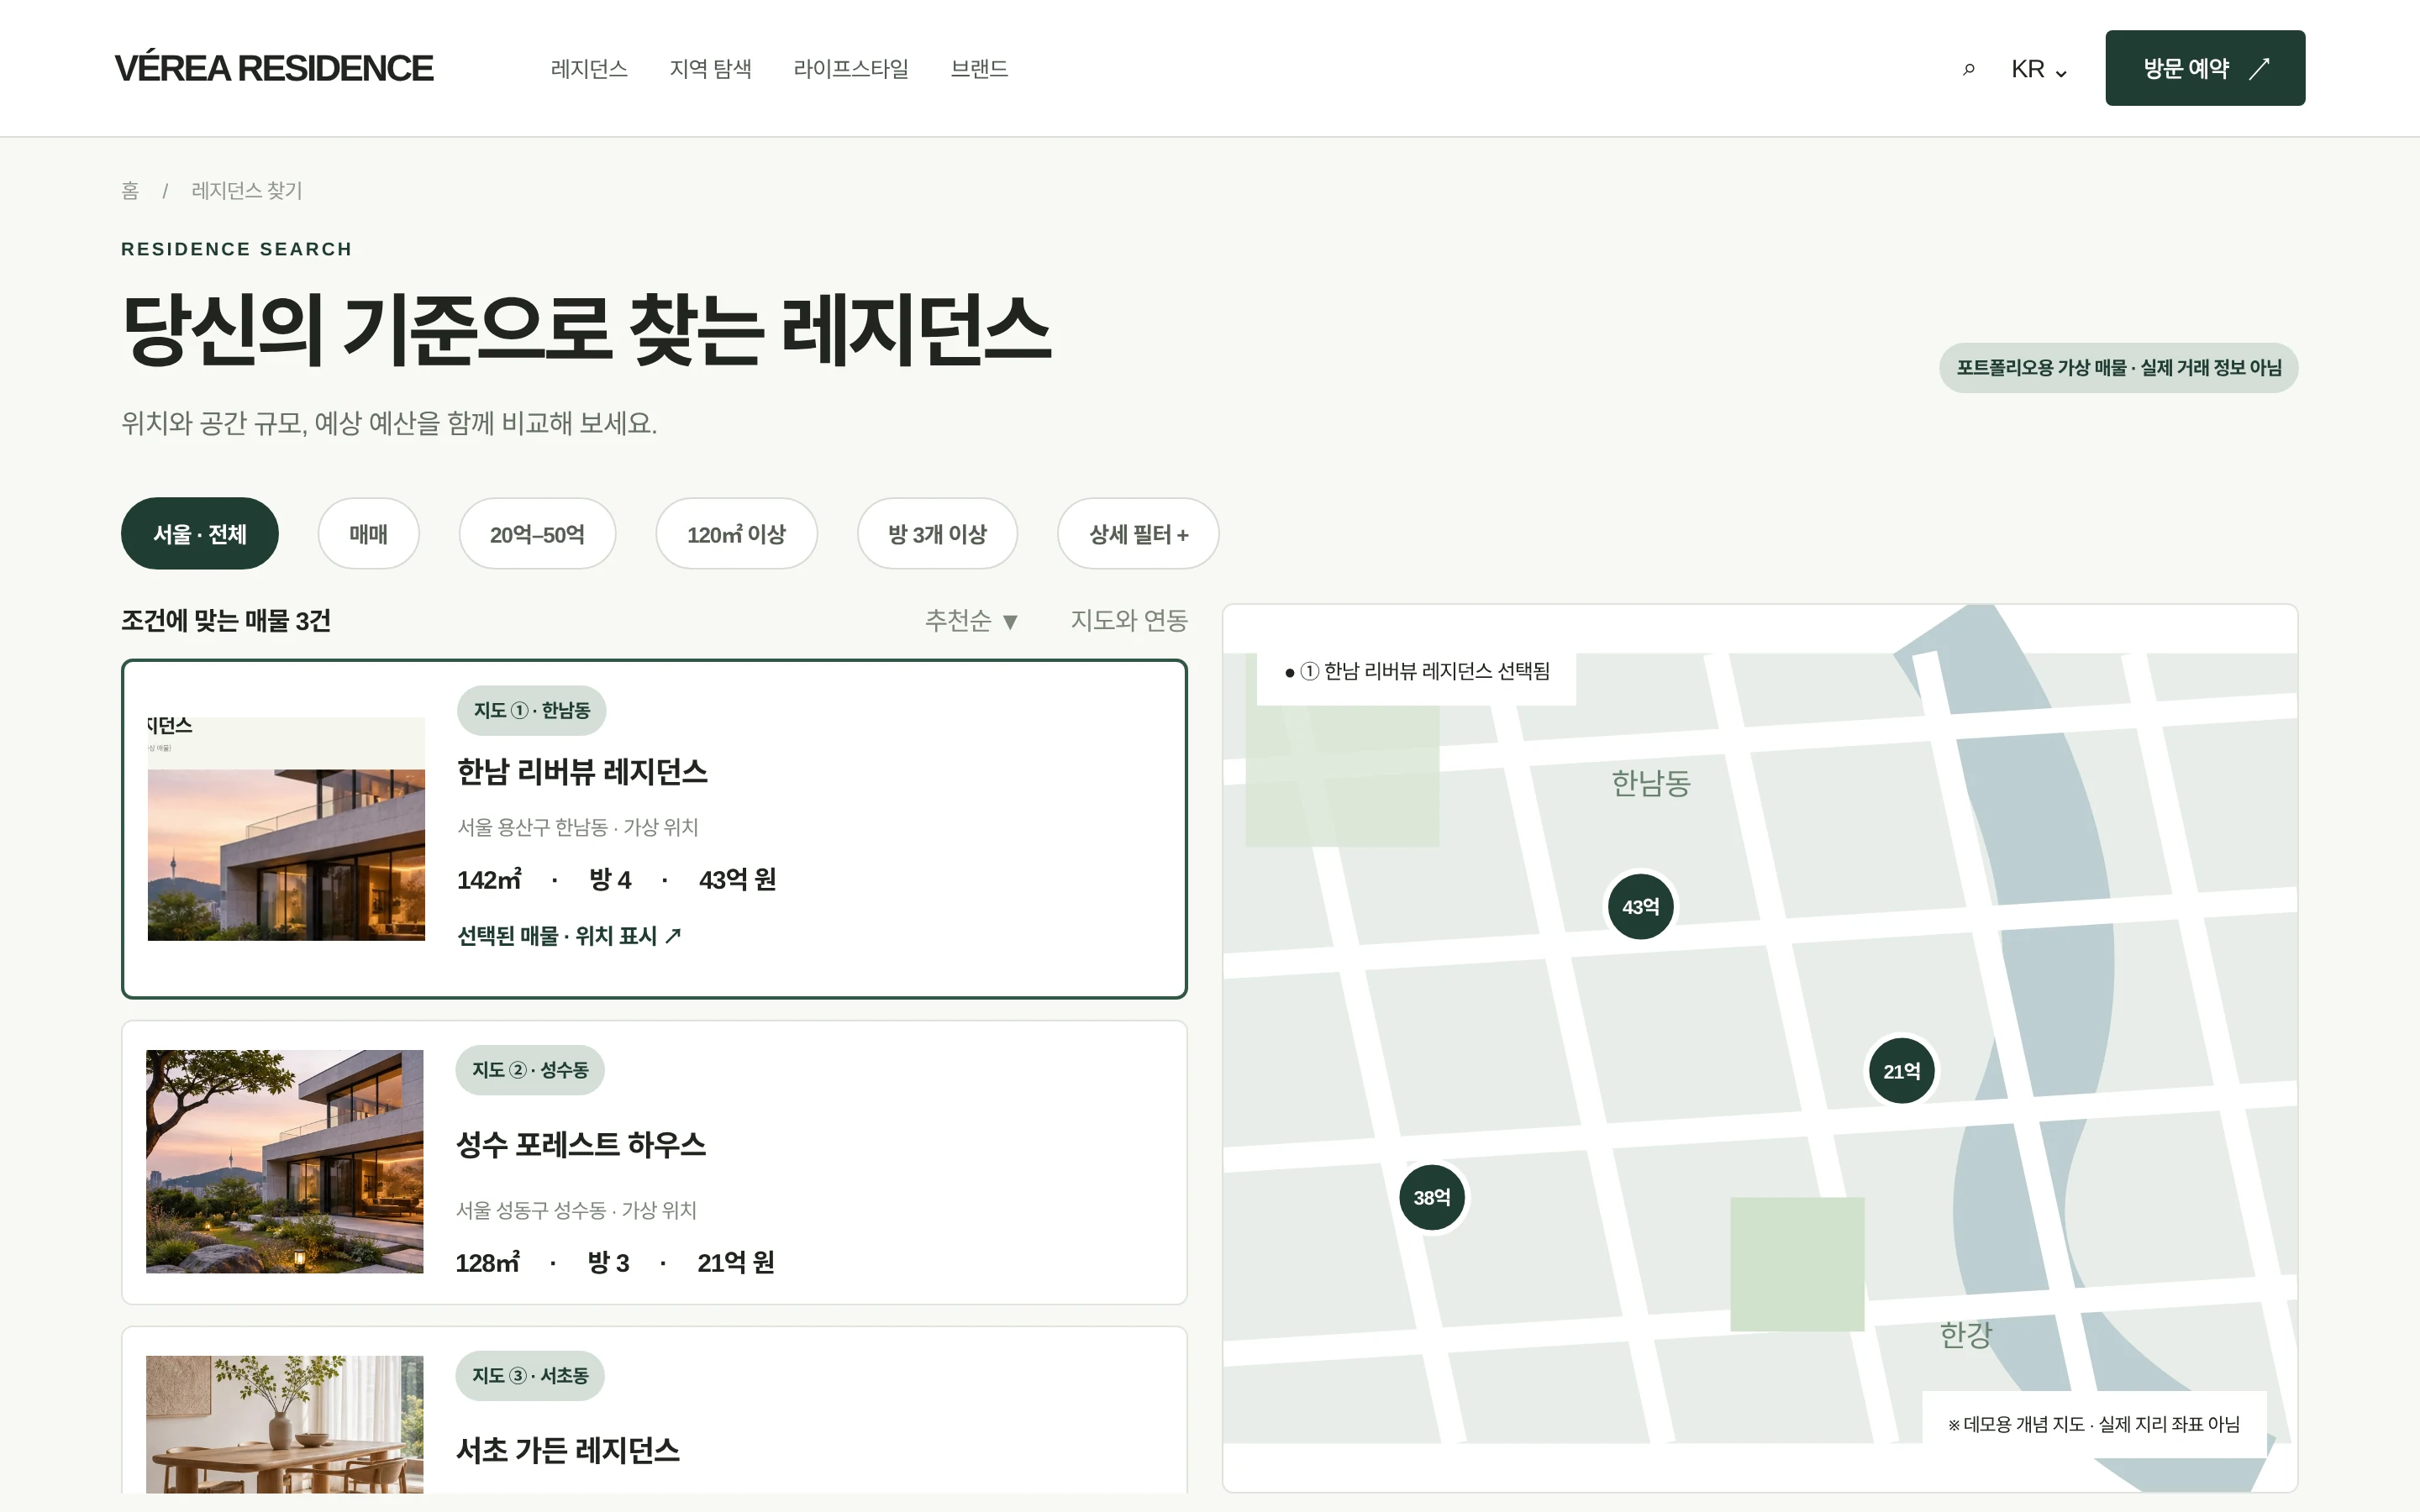 VÉREA RESIDENCE
레지던스 지역 탐색 라이프스타일 브랜드
KR
방문 예약 ↗
홈 / 레지던스 찾기
RESIDENCE SEARCH
당신의 기준으로 찾는 레지던스
포트폴리오용 가상 매물 · 실제 거래 정보 아님
위치와 공간 규모, 예상 예산을 함께 비교해 보세요.
서울 · 전체 매매 20억–50억 120㎡ 이상 방 3개 이상 상세 필터 +
조건에 맞는 매물 3건 추천순 ▼ 지도와 연동
지던스
지도 ① · 한남동
한남 리버뷰 레지던스
서울 용산구 한남동 · 가상 위치
142㎡ · 방 4 · 43억 원
선택된 매물 · 위치 표시 ↗
지도 ② · 성수동
성수 포레스트 하우스
서울 성동구 성수동 · 가상 위치
128㎡ · 방 3 · 21억 원
지도 ③ · 서초동
서초 가든 레지던스
● ① 한남 리버뷰 레지던스 선택됨
한남동
43억
21억
38억
한강
※ 데모용 개념 지도 · 실제 지리 좌표 아님